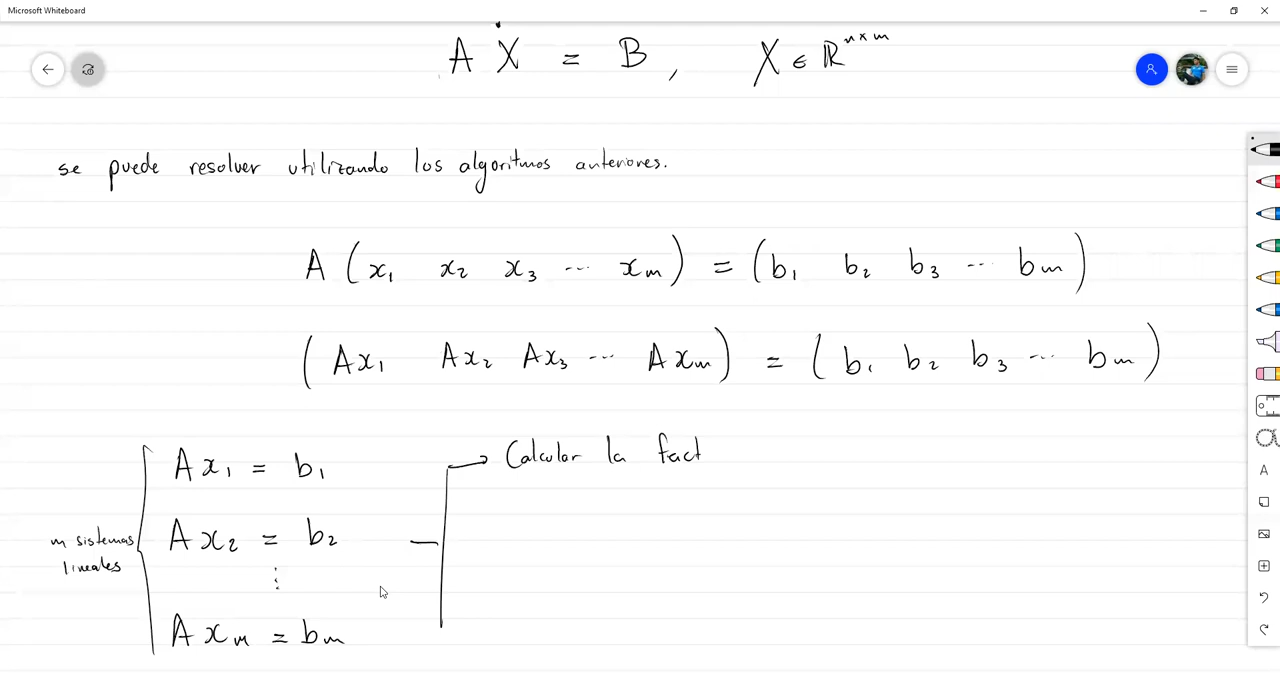 Microsoft Whiteboard
A X = B , X ∈ ℝⁿˣᵐ
se puede resolver utilizando los algoritmos anteriores.
A (x₁ x₂ x₃ ... xₘ) = (b₁ b₂ b₃ ... bₘ)
(Ax₁ Ax₂ Ax₃ ... Axₘ) = (b₁ b₂ b₃ ... bₘ)
m sistemas
lineales
Ax₁ = b₁
Ax₂ = b₂
⋮
Axₘ = bₘ
→ Calcular la fact
A